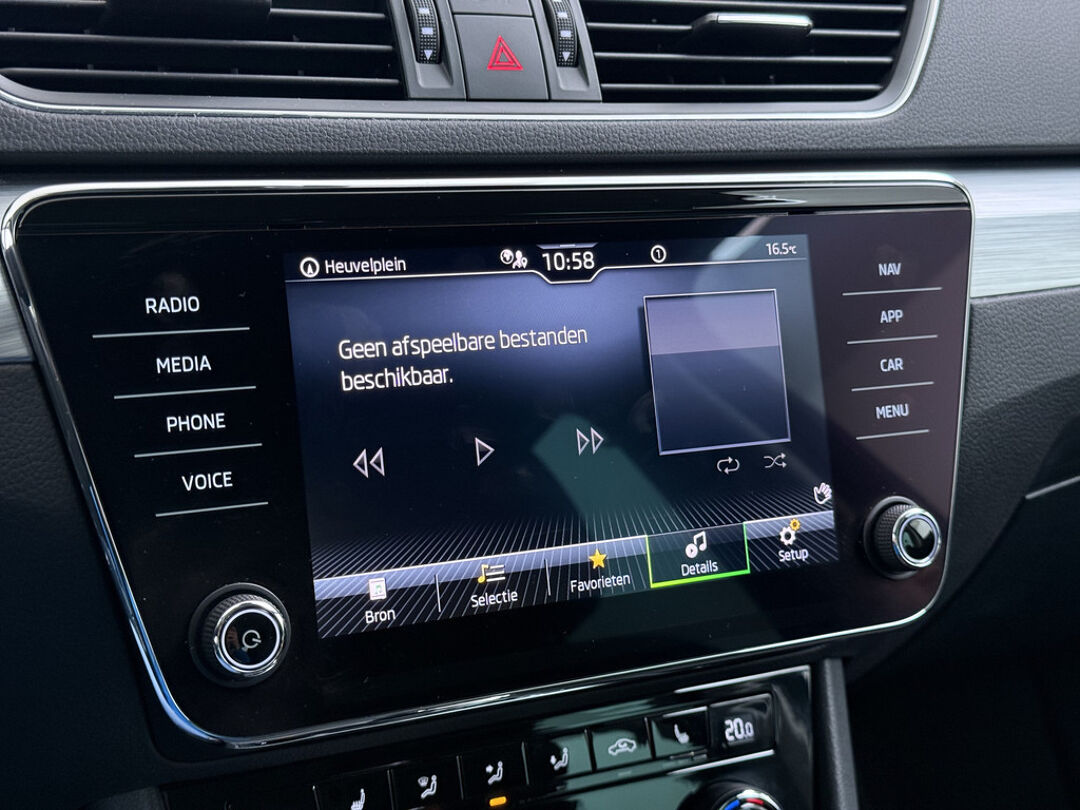 Heuvelplein
10:58
1
16.5°C
RADIO
MEDIA
PHONE
VOICE
Geen afspeelbare bestanden
beschikbaar.
NAV
APP
CAR
MENU
Bron
Selectie
Favorieten
Details
Setup
20.0